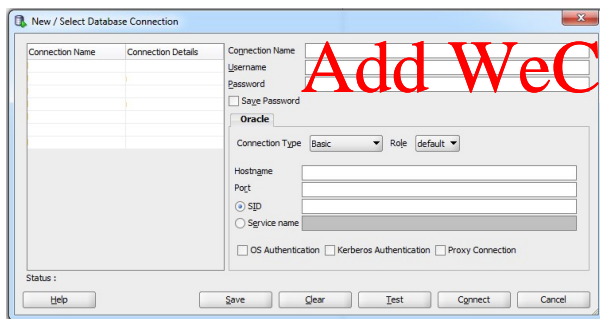 New / Select Database Connection
Connection Name Connection Details
Connection Name
Username
Password
Add WeC
Save Password
Oracle
Connection Type Basic Role default
Hostname
Port
SID
Service name
OS Authentication Kerberos Authentication Proxy Connection
Status :
Help Save Clear Test Connect Cancel